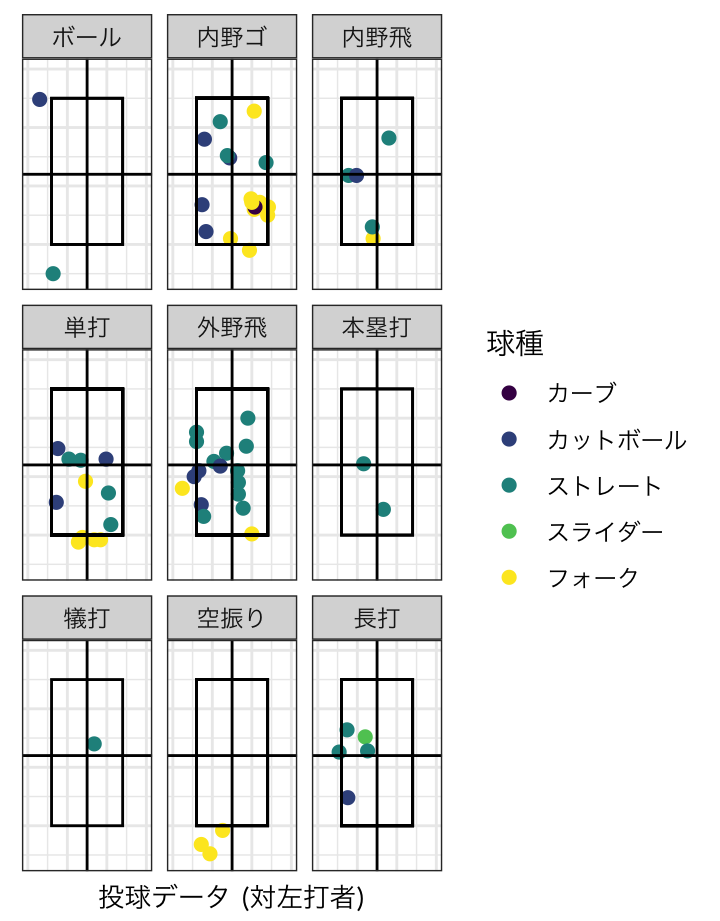 ボール
内野ゴ
内野飛
単打
外野飛
本塁打
犠打
空振り
長打
球種
カーブ
カットボール
ストレート
スライダー
フォーク
投球データ (対左打者)